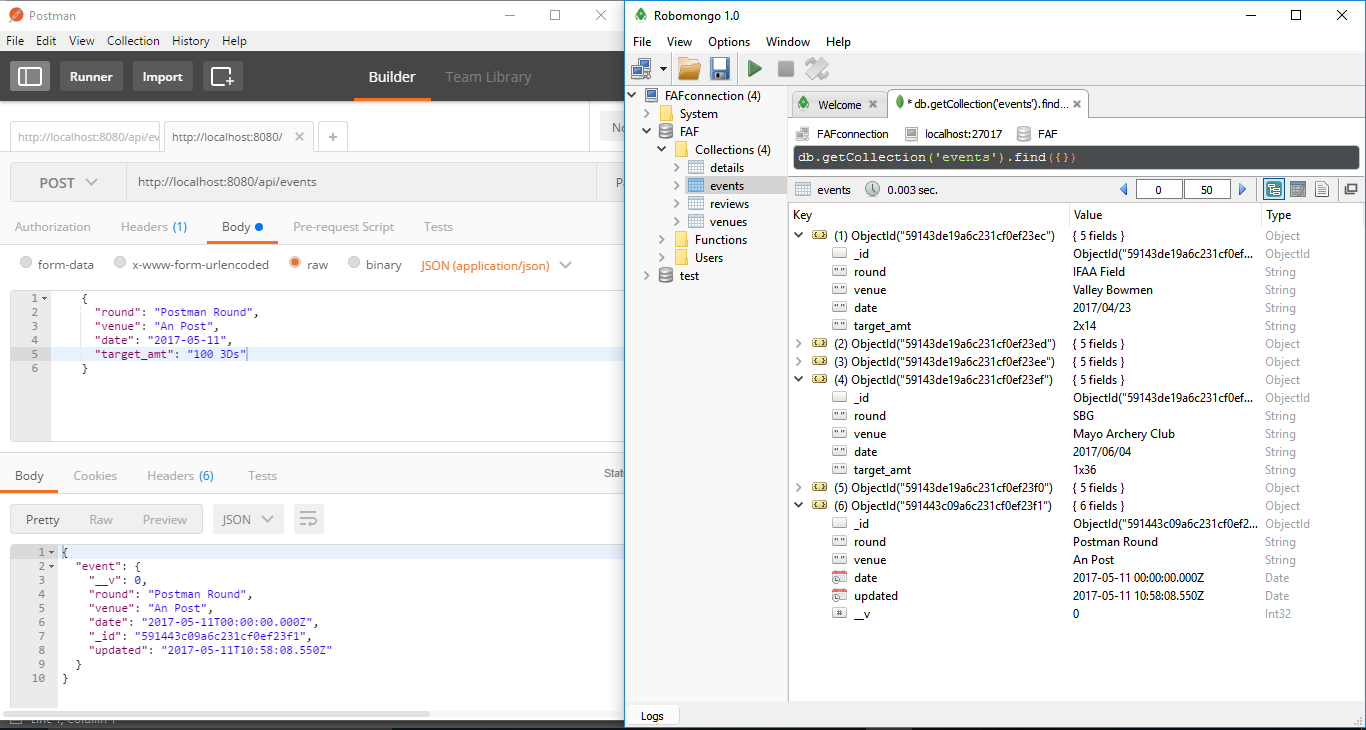 Postman
File Edit View Collection History Help
Runner Import Builder Team Library
http://localhost:8080/api/ev http://localhost:8080/ No
POST http://localhost:8080/api/events
Authorization Headers (1) Body Pre-request Script Tests
form-data x-www-form-urlencoded raw binary JSON (application/json)
1 {
2 "round": "Postman Round",
3 "venue": "An Post",
4 "date": "2017-05-11",
5 "target_amt": "100 3Ds"
6 }
Body Cookies Headers (6) Tests Stat
Pretty Raw Preview JSON
1 {
2 "event": {
3 "__v": 0,
4 "round": "Postman Round",
5 "venue": "An Post",
6 "date": "2017-05-11T00:00:00.000Z",
7 "_id": "591443c09a6c231cf0ef23f1",
8 "updated": "2017-05-11T10:58:08.550Z"
9 }
10 }
Robomongo 1.0
File View Options Window Help
FAFconnection (4)
System
FAF
Collections (4)
details
events
reviews
venues
Functions
Users
test
Welcome * db.getCollection('events').find...
FAFconnection localhost:27017 FAF
db.getCollection('events').find({})
events 0.003 sec. 0 50
Key Value Type
(1) ObjectId("59143de19a6c231cf0ef23ec") { 5 fields } Object
_id ObjectId("59143de19a6c231cf0ef... ObjectId
round IFAA Field String
venue Valley Bowmen String
date 2017/04/23 String
target_amt 2x14 String
(2) ObjectId("59143de19a6c231cf0ef23ed") { 5 fields } Object
(3) ObjectId("59143de19a6c231cf0ef23ee") { 5 fields } Object
(4) ObjectId("59143de19a6c231cf0ef23ef") { 5 fields } Object
_id ObjectId("59143de19a6c231cf0ef... ObjectId
round SBG String
venue Mayo Archery Club String
date 2017/06/04 String
target_amt 1x36 String
(5) ObjectId("59143de19a6c231cf0ef23f0") { 5 fields } Object
(6) ObjectId("591443c09a6c231cf0ef23f1") { 6 fields } Object
_id ObjectId("591443c09a6c231cf0ef2... ObjectId
round Postman Round String
venue An Post String
date 2017-05-11 00:00:00.000Z Date
updated 2017-05-11 10:58:08.550Z Date
__v 0 Int32
Logs